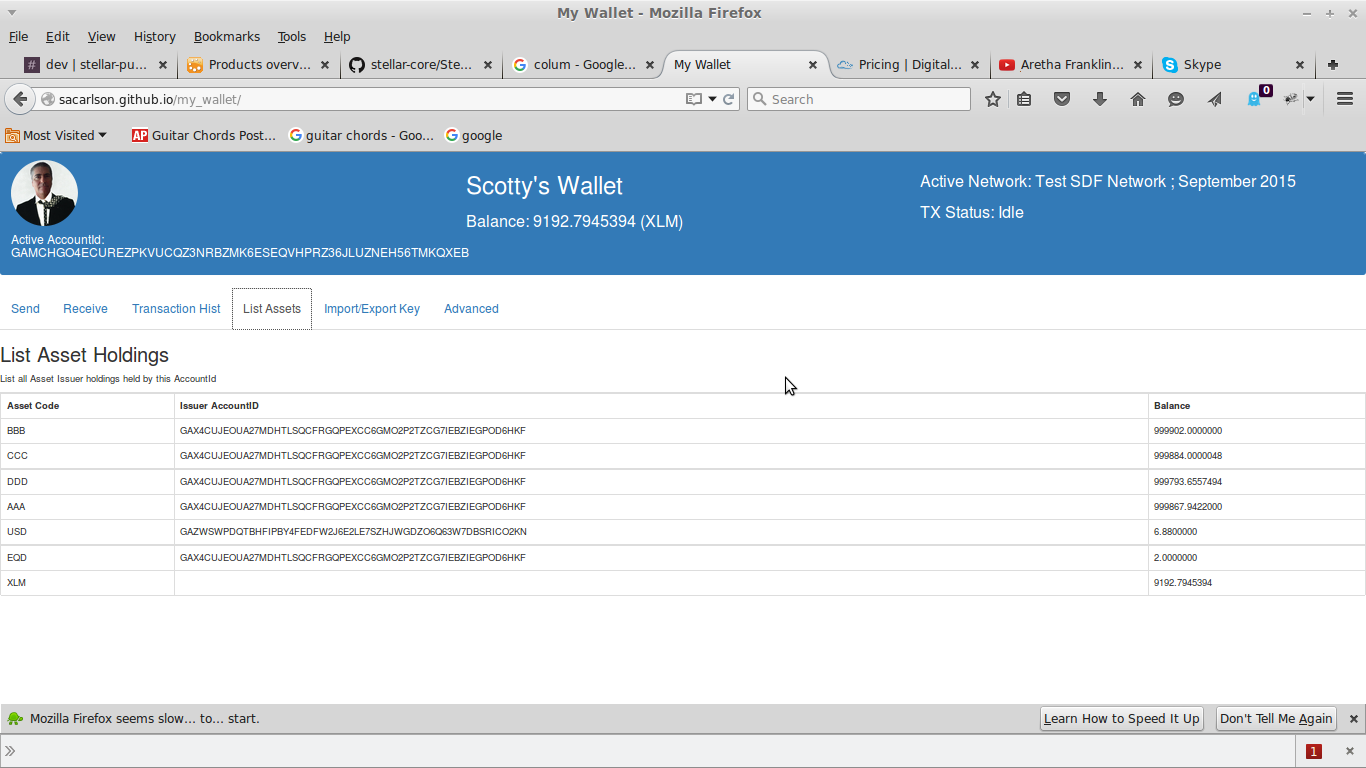 My Wallet - Mozilla Firefox
File Edit View History Bookmarks Tools Help
# dev | stellar-pu... Products overv... stellar-core/Ste... colum - Google... My Wallet Pricing | Digital... Aretha Franklin... Skype
sacarlson.github.io/my_wallet/ Search 0
Most Visited AP Guitar Chords Post... guitar chords - Goo... google
Scotty's Wallet
Balance: 9192.7945394 (XLM)
Active Network: Test SDF Network ; September 2015
TX Status: Idle
Active AccountId:
GAMCHGO4ECUREZPKVUCQZ3NRBZMK6ESEQVHPRZ36JLUZNEH56TMKQXEB
Send Receive Transaction Hist List Assets Import/Export Key Advanced
List Asset Holdings
List all Asset Issuer holdings held by this AccountId
Asset Code Issuer AccountID Balance
BBB GAX4CUJEOUA27MDHTLSQCFRGQPEXCC6GMO2P2TZCG7IEBZIEGPOD6HKF 999902.0000000
CCC GAX4CUJEOUA27MDHTLSQCFRGQPEXCC6GMO2P2TZCG7IEBZIEGPOD6HKF 999884.0000048
DDD GAX4CUJEOUA27MDHTLSQCFRGQPEXCC6GMO2P2TZCG7IEBZIEGPOD6HKF 999793.6557494
AAA GAX4CUJEOUA27MDHTLSQCFRGQPEXCC6GMO2P2TZCG7IEBZIEGPOD6HKF 999867.9422000
USD GAZWSWPDQTBHFIPBY4FEDFW2J6E2LE7SZHJWGDZO6Q63W7DBSRICO2KN 6.8800000
EQD GAX4CUJEOUA27MDHTLSQCFRGQPEXCC6GMO2P2TZCG7IEBZIEGPOD6HKF 2.0000000
XLM 9192.7945394
Mozilla Firefox seems slow... to... start. Learn How to Speed It Up Don't Tell Me Again
1